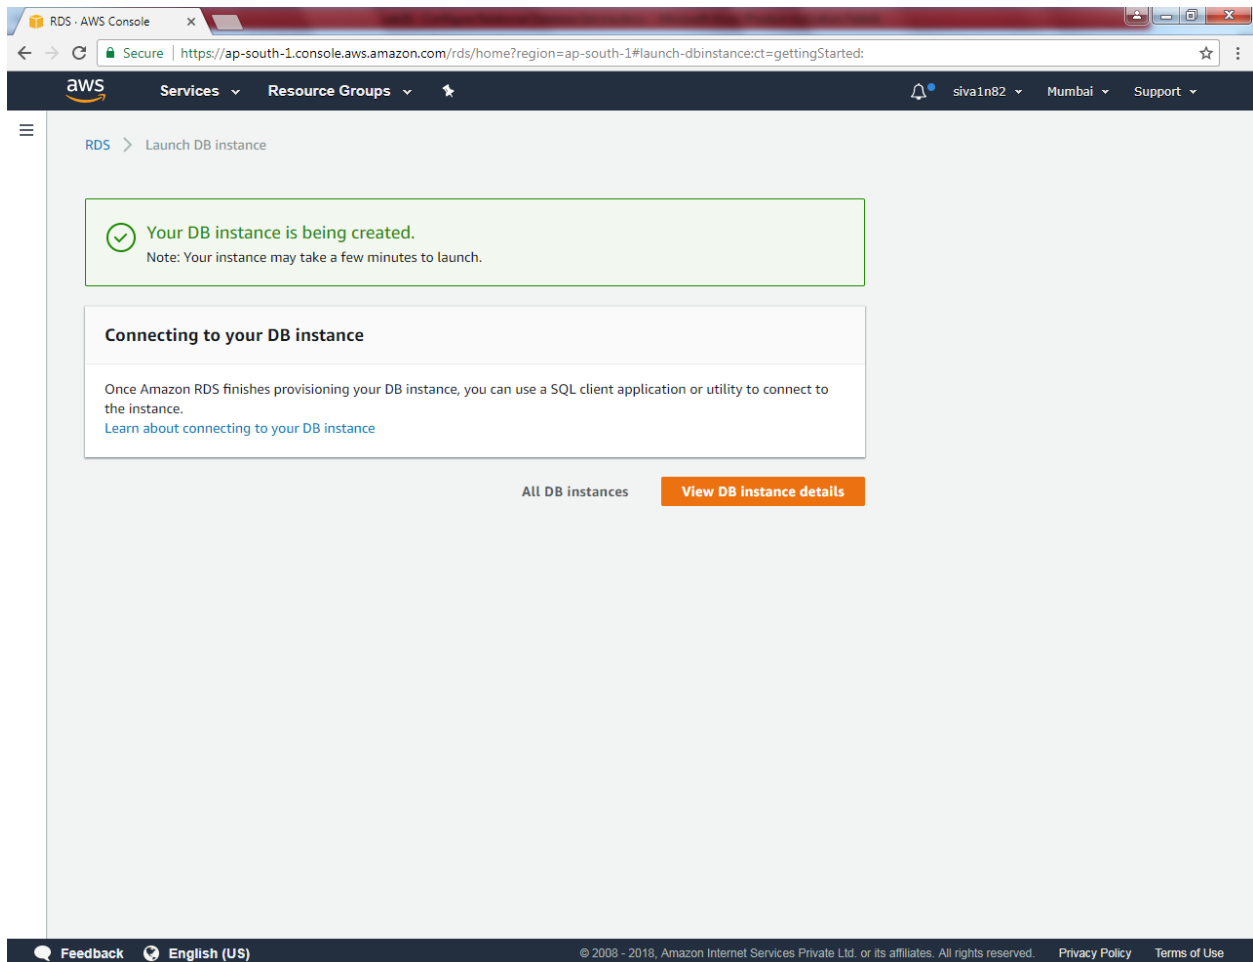 RDS · AWS Console
Secure
https://ap-south-1.console.aws.amazon.com/rds/home?region=ap-south-1#launch-dbinstance:ct=gettingStarted:
aws
Services
Resource Groups
siva1n82
Mumbai
Support
RDS > Launch DB instance
Your DB instance is being created.
Note: Your instance may take a few minutes to launch.
Connecting to your DB instance
Once Amazon RDS finishes provisioning your DB instance, you can use a SQL client application or utility to connect to
the instance.
Learn about connecting to your DB instance
All DB instances
View DB instance details
Feedback
English (US)
© 2008 - 2018, Amazon Internet Services Private Ltd. or its affiliates. All rights reserved.
Privacy Policy
Terms of Use